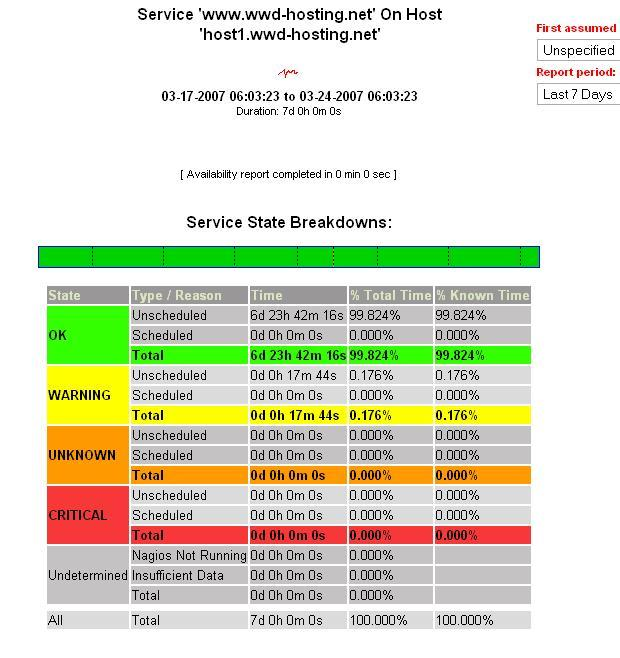 Service 'www.wwd-hosting.net' On Host
'host1.wwd-hosting.net'
First assumed
Unspecified
Report period:
Last 7 Days
03-17-2007 06:03:23 to 03-24-2007 06:03:23
Duration: 7d 0h 0m 0s
[ Availability report completed in 0 min 0 sec ]
Service State Breakdowns:
State Type / Reason Time % Total Time % Known Time
OK Unscheduled 6d 23h 42m 16s 99.824% 99.824%
Scheduled 0d 0h 0m 0s 0.000% 0.000%
Total 6d 23h 42m 16s 99.824% 99.824%
WARNING Unscheduled 0d 0h 17m 44s 0.176% 0.176%
Scheduled 0d 0h 0m 0s 0.000% 0.000%
Total 0d 0h 17m 44s 0.176% 0.176%
UNKNOWN Unscheduled 0d 0h 0m 0s 0.000% 0.000%
Scheduled 0d 0h 0m 0s 0.000% 0.000%
Total 0d 0h 0m 0s 0.000% 0.000%
CRITICAL Unscheduled 0d 0h 0m 0s 0.000% 0.000%
Scheduled 0d 0h 0m 0s 0.000% 0.000%
Total 0d 0h 0m 0s 0.000% 0.000%
Undetermined Nagios Not Running 0d 0h 0m 0s 0.000%
Insufficient Data 0d 0h 0m 0s 0.000%
Total 0d 0h 0m 0s 0.000%
All Total 7d 0h 0m 0s 100.000% 100.000%